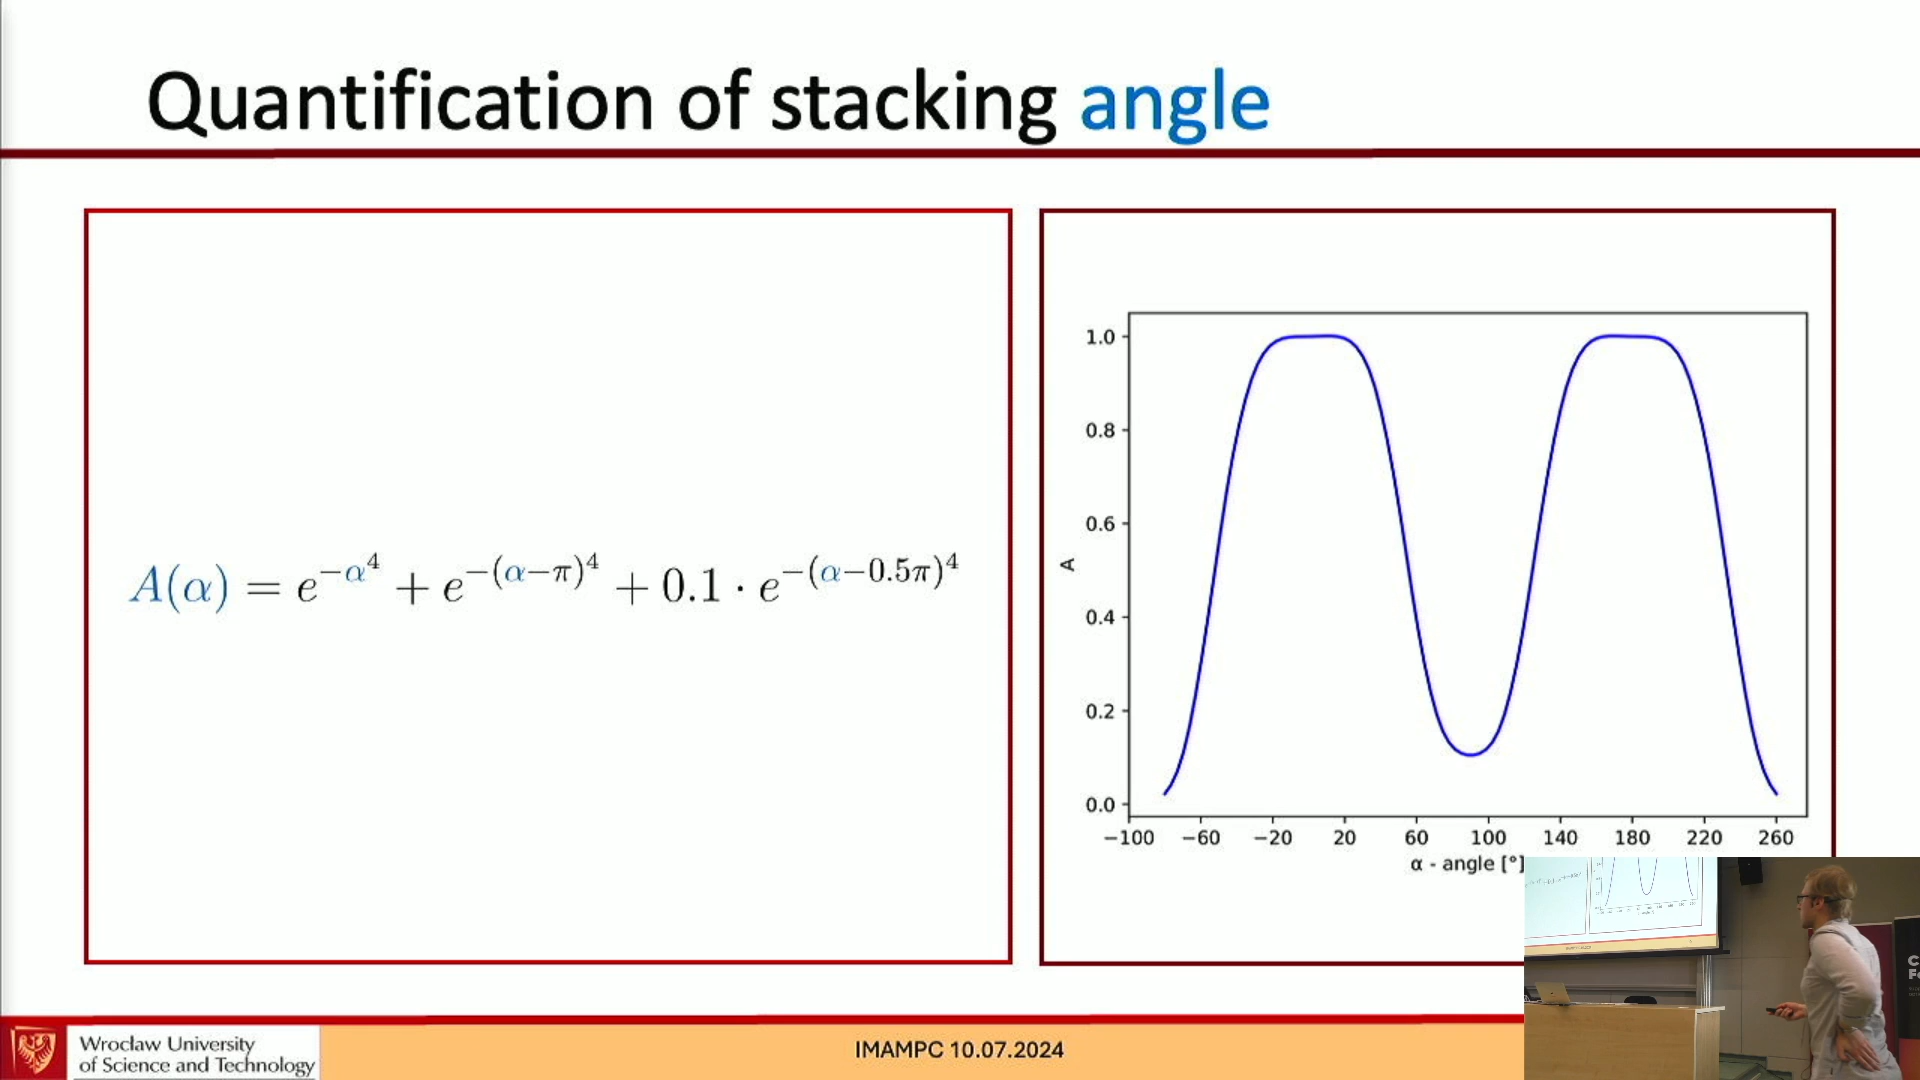 Quantification of stacking angle
A(α) = e^{−α^4} + e^{−(α−π)^4} + 0.1 · e^{−(α−0.5π)^4}
1.0
0.8
0.6
0.4
0.2
0.0
A
−100 −60 −20 20 60 100 140 180 220 260
α - angle [°]
Wrocław University
of Science and Technology
IMAMPC 10.07.2024